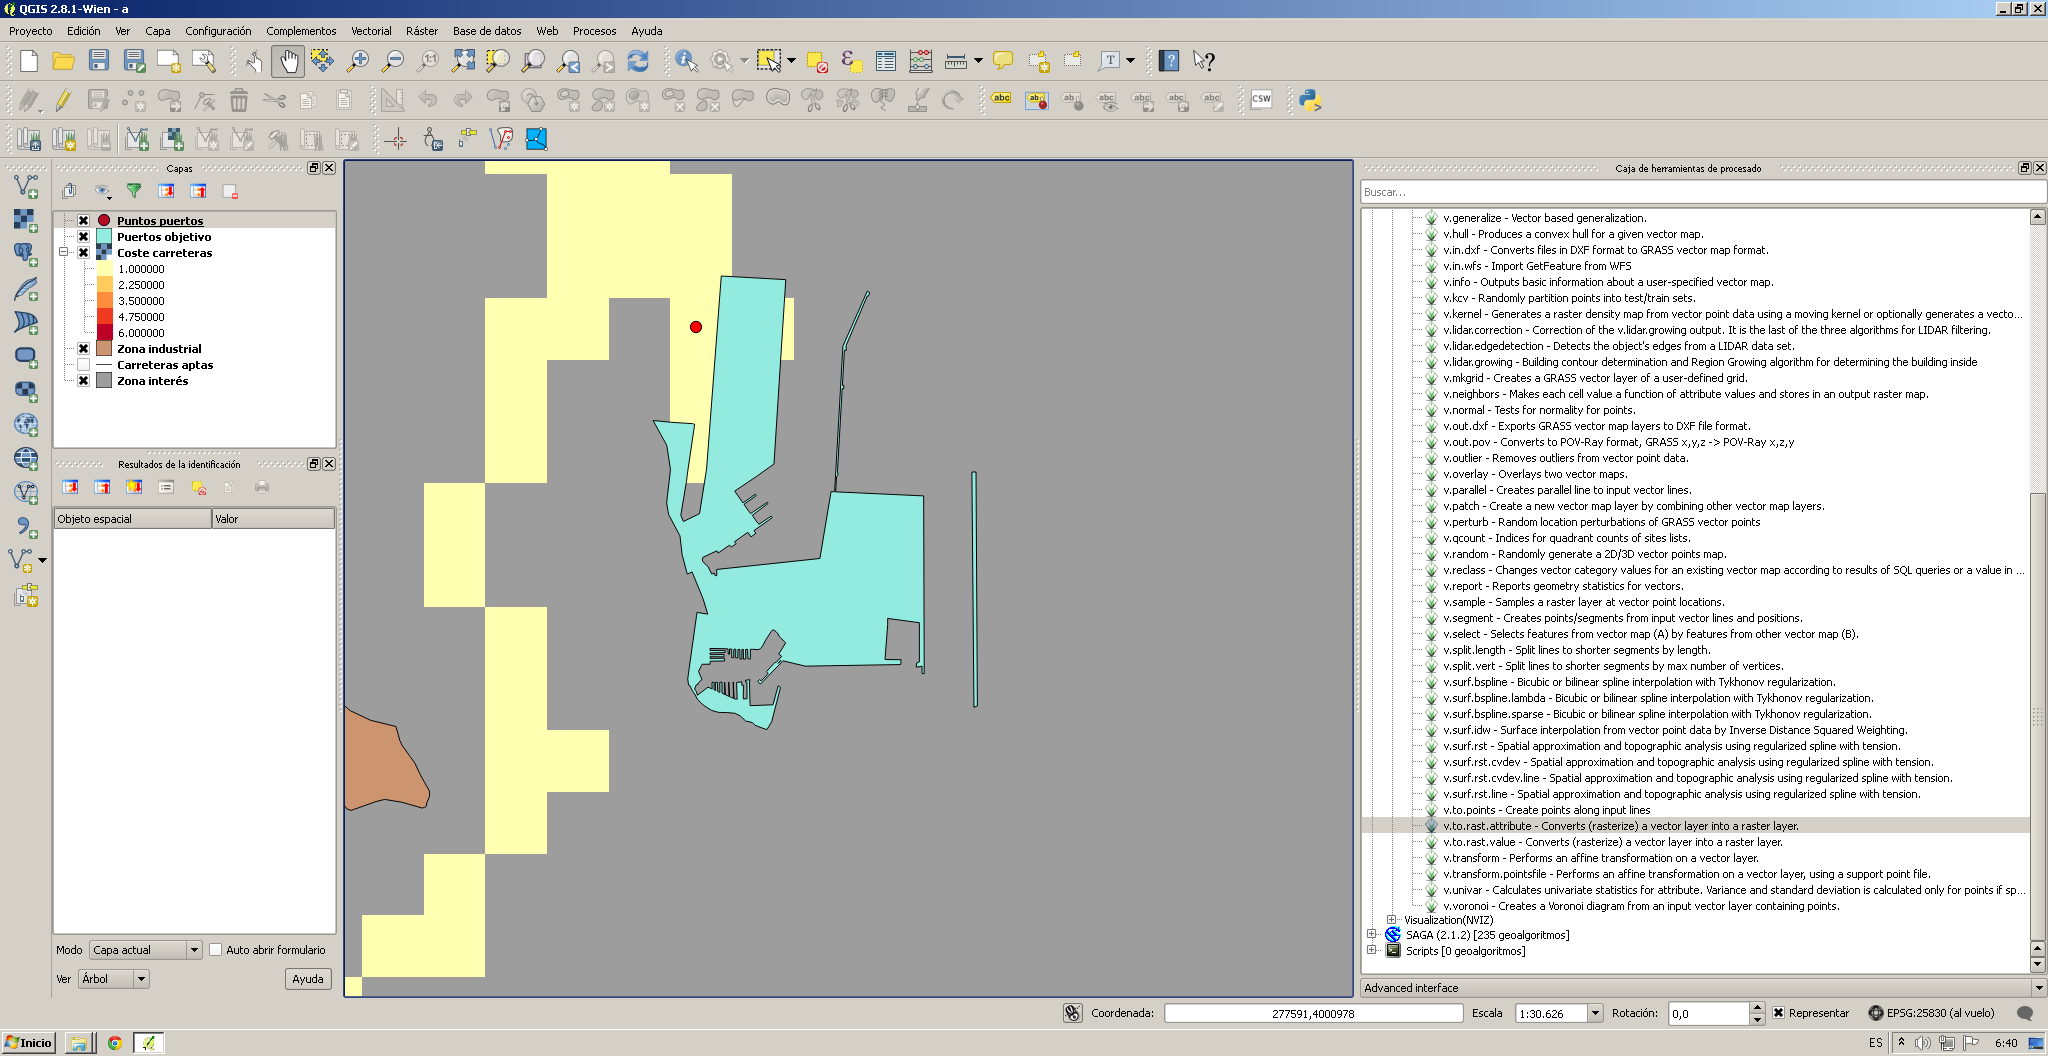 QGIS 2.8.1-Wien - a
Proyecto Edición Ver Capa Configuración Complementos Vectorial Ráster Base de datos Web Procesos Ayuda
1:1
T
?
abc abc CSW
Capas
Puntos puertos
Puertos objetivo
Coste carreteras
1.000000
2.250000
3.500000
4.750000
6.000000
Zona industrial
Carreteras aptas
Zona interés
Resultados de la identificación
Objeto espacial Valor
Modo Capa actual Auto abrir formulario
Ver Árbol Ayuda
Caja de herramientas de procesado
Buscar...
v.generalize - Vector based generalization.
v.hull - Produces a convex hull for a given vector map.
v.in.dxf - Converts files in DXF format to GRASS vector map format.
v.in.wfs - Import GetFeature from WFS
v.info - Outputs basic information about a user-specified vector map.
v.kcv - Randomly partition points into test/train sets.
v.kernel - Generates a raster density map from vector point data using a moving kernel or optionally generates a vecto...
v.lidar.correction - Correction of the v.lidar.growing output. It is the last of the three algorithms for LIDAR filtering.
v.lidar.edgedetection - Detects the object's edges from a LIDAR data set.
v.lidar.growing - Building contour determination and Region Growing algorithm for determining the building inside
v.mkgrid - Creates a GRASS vector layer of a user-defined grid.
v.neighbors - Makes each cell value a function of attribute values and stores in an output raster map.
v.normal - Tests for normality for points.
v.out.dxf - Exports GRASS vector map layers to DXF file format.
v.out.pov - Converts to POV-Ray format, GRASS x,y,z -> POV-Ray x,z,y
v.outlier - Removes outliers from vector point data.
v.overlay - Overlays two vector maps.
v.parallel - Creates parallel line to input vector lines.
v.patch - Create a new vector map layer by combining other vector map layers.
v.perturb - Random location perturbations of GRASS vector points
v.qcount - Indices for quadrant counts of sites lists.
v.random - Randomly generate a 2D/3D vector points map.
v.reclass - Changes vector category values for an existing vector map according to results of SQL queries or a value in ...
v.report - Reports geometry statistics for vectors.
v.sample - Samples a raster layer at vector point locations.
v.segment - Creates points/segments from input vector lines and positions.
v.select - Selects features from vector map (A) by features from other vector map (B).
v.split.length - Split lines to shorter segments by length.
v.split.vert - Split lines to shorter segments by max number of vertices.
v.surf.bspline - Bicubic or bilinear spline interpolation with Tykhonov regularization.
v.surf.bspline.lambda - Bicubic or bilinear spline interpolation with Tykhonov regularization.
v.surf.bspline.sparse - Bicubic or bilinear spline interpolation with Tykhonov regularization.
v.surf.idw - Surface interpolation from vector point data by Inverse Distance Squared Weighting.
v.surf.rst - Spatial approximation and topographic analysis using regularized spline with tension.
v.surf.rst.cvdev - Spatial approximation and topographic analysis using regularized spline with tension.
v.surf.rst.cvdev.line - Spatial approximation and topographic analysis using regularized spline with tension.
v.surf.rst.line - Spatial approximation and topographic analysis using regularized spline with tension.
v.to.points - Create points along input lines
v.to.rast.attribute - Converts (rasterize) a vector layer into a raster layer.
v.to.rast.value - Converts (rasterize) a vector layer into a raster layer.
v.transform - Performs an affine transformation on a vector layer.
v.transform.pointsfile - Performs an affine transformation on a vector layer, using a support point file.
v.univar - Calculates univariate statistics for attribute. Variance and standard deviation is calculated only for points if sp...
v.voronoi - Creates a Voronoi diagram from an input vector layer containing points.
Visualization(NVIZ)
SAGA (2.1.2) [235 geoalgoritmos]
Scripts [0 geoalgoritmos]
Advanced interface
Coordenada: 277591,4000978 Escala 1:30.626 Rotación: 0,0 Representar EPSG:25830 (al vuelo)
Inicio ES 6:40